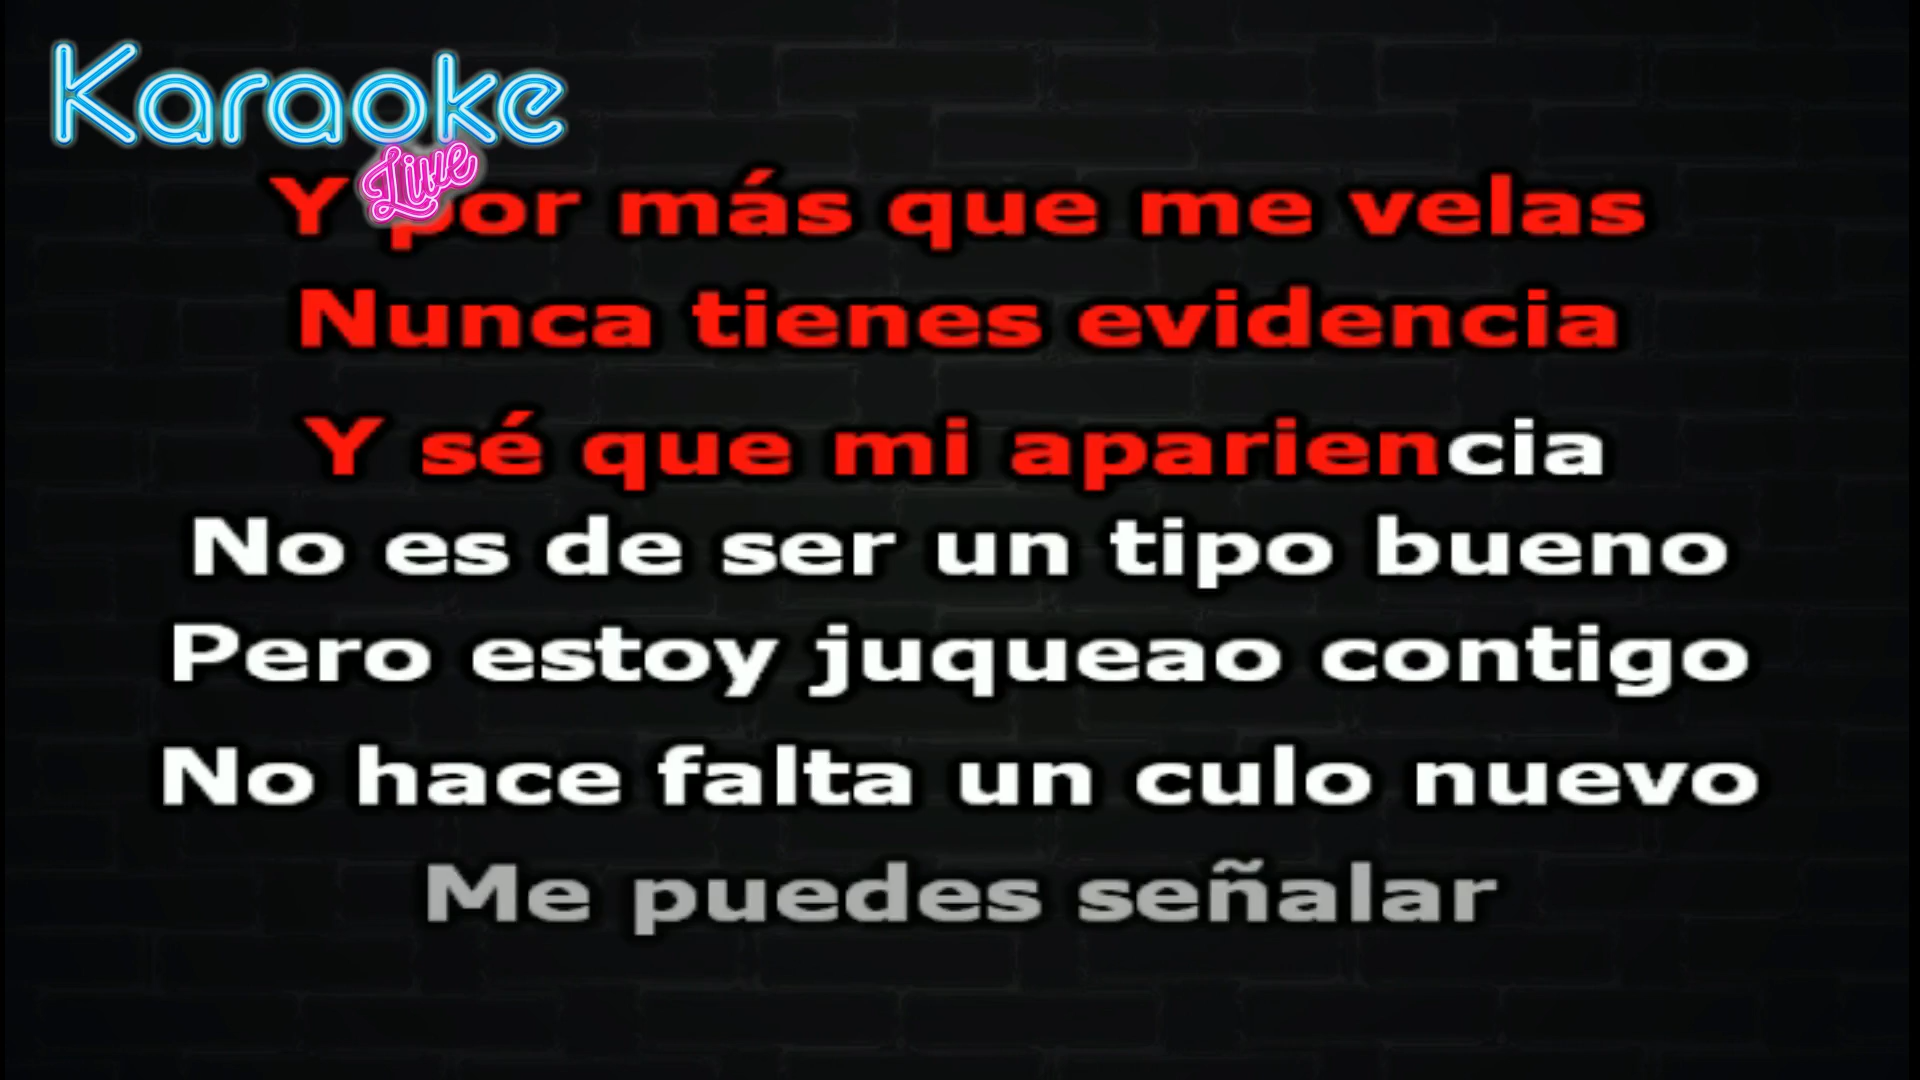 Karaoke
Live
Y por más que me velas
Nunca tienes evidencia
Y sé que mi apariencia
No es de ser un tipo bueno
Pero estoy juqueao contigo
No hace falta un culo nuevo
Me puedes señalar